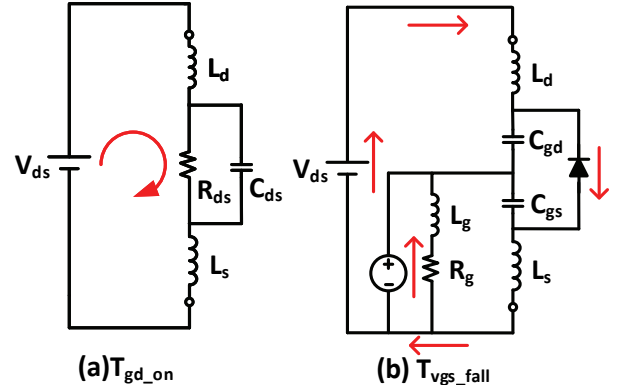 L_d
V_ds
R_ds
C_ds
L_s
(a)T_gd_on
L_d
C_gd
V_ds
L_g
C_gs
+
−
R_g
L_s
(b) T_vgs_fall